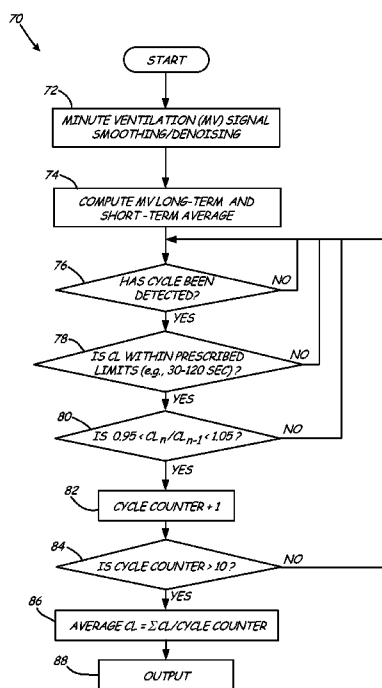 70
START
72
MINUTE VENTILATION (MV) SIGNAL
SMOOTHING/DENOISING
74
COMPUTE MV LONG-TERM AND
SHORT-TERM AVERAGE
76
HAS CYCLE BEEN
DETECTED?
NO
YES
78
IS CL WITHIN PRESCRIBED
LIMITS (e.g., 30-120 SEC) ?
NO
YES
80
IS 0.95 < CLn/CLn-1 < 1.05 ?
NO
YES
82
CYCLE COUNTER + 1
84
IS CYCLE COUNTER > 10 ?
NO
YES
86
AVERAGE CL = ΣCL/CYCLE COUNTER
88
OUTPUT